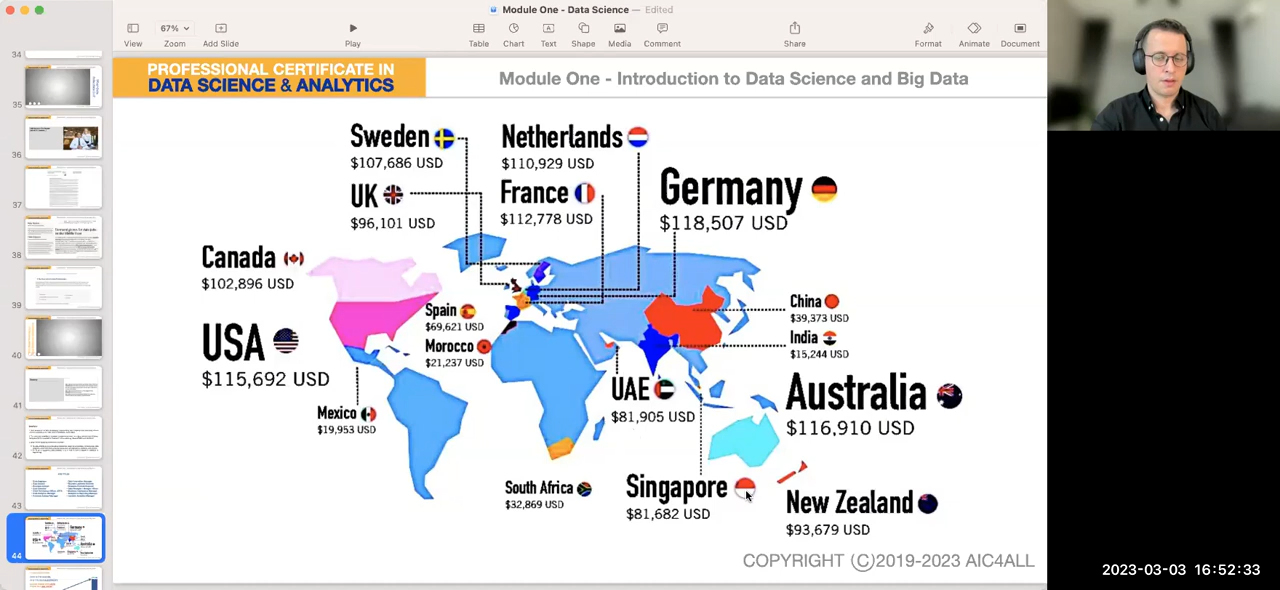 Module One - Data Science — Edited
67%
View
Zoom
Add Slide
Play
Table
Chart
Text
Shape
Media
Comment
Share
Format
Animate
Document
PROFESSIONAL CERTIFICATE IN
DATA SCIENCE & ANALYTICS
Module One - Introduction to Data Science and Big Data
34
35
36
37
38
39
40
41
42
43
44
Sweden
$107,686 USD
Netherlands
$110,929 USD
UK
$96,101 USD
France
$112,778 USD
Germany
$118,507 USD
Canada
$102,896 USD
USA
$115,692 USD
Spain
$69,621 USD
Morocco
$21,237 USD
China
$39,373 USD
India
$15,244 USD
Mexico
$19,953 USD
UAE
$81,905 USD
Australia
$116,910 USD
South Africa
$32,869 USD
Singapore
$81,682 USD
New Zealand
$93,679 USD
COPYRIGHT (C)2019-2023 AIC4ALL
2023-03-03 16:52:33